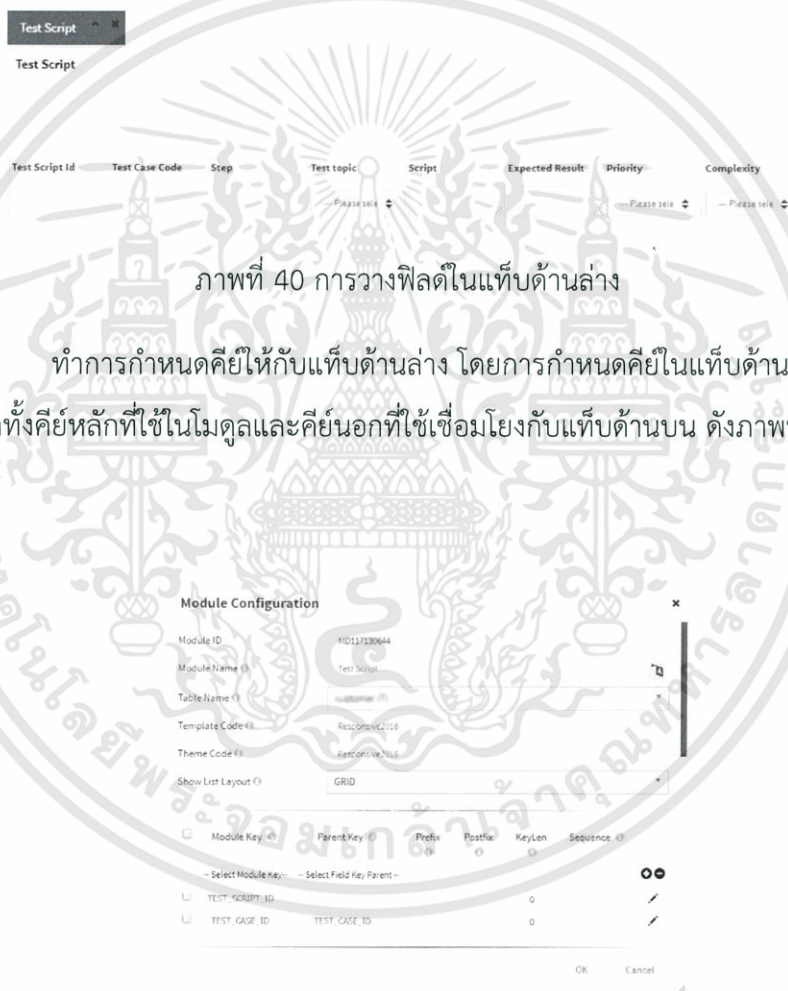 Test Script
Test Script
Test Script Id Test Case Code Step Test topic Script Expected Result Priority Complexity
-- Please sele -- Please sele -- Please sele
ภาพที่ 40 การวางฟิลด์ในแท็บด้านล่าง
ทำการกำหนดคีย์ให้กับแท็บด้านล่าง โดยการกำหนดคีย์ในแท็บด้าน
ทั้งคีย์หลักที่ใช้ในโมดูลและคีย์นอกที่ใช้เชื่อมโยงกับแท็บด้านบน ดังภาพ
Module Configuration
Module ID MD117130644
Module Name Test Script
Table Name
Template Code Responsive2016
Theme Code Responsive2016
Show List Layout GRID
Module Key Parent Key Prefix Postfix KeyLen Sequence
-- Select Module Key-- -- Select Field Key Parent --
TEST_SCRIPT_ID 0
TEST_CASE_ID TEST_CASE_ID 0
OK Cancel